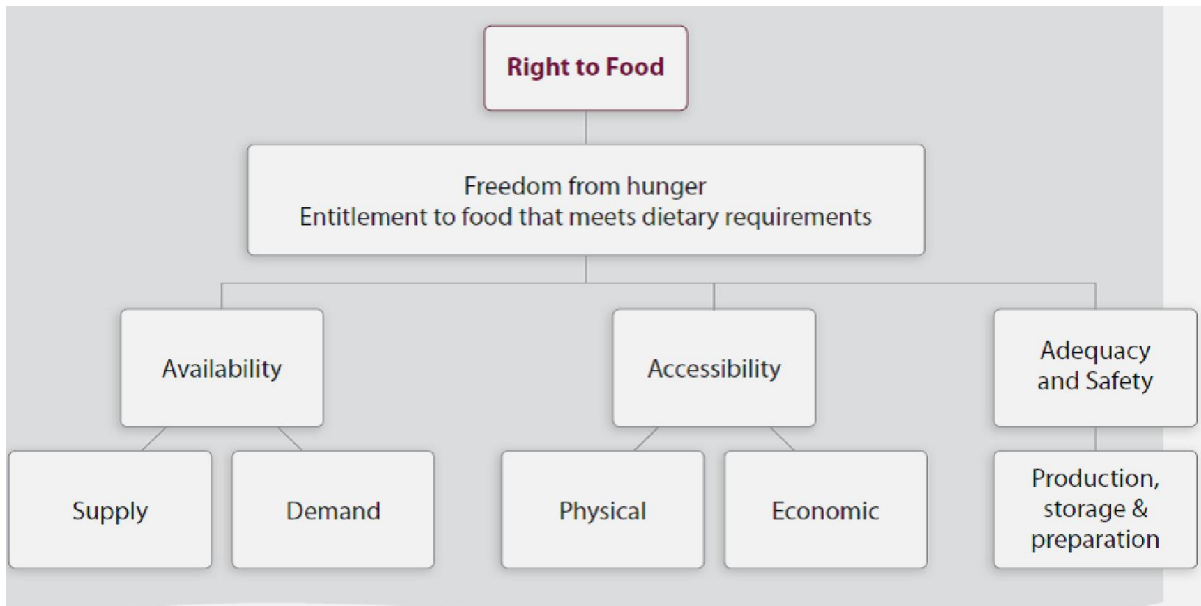 Right to Food
Freedom from hunger
Entitlement to food that meets dietary requirements
Availability
Accessibility
Adequacy
and Safety
Supply
Demand
Physical
Economic
Production,
storage &
preparation